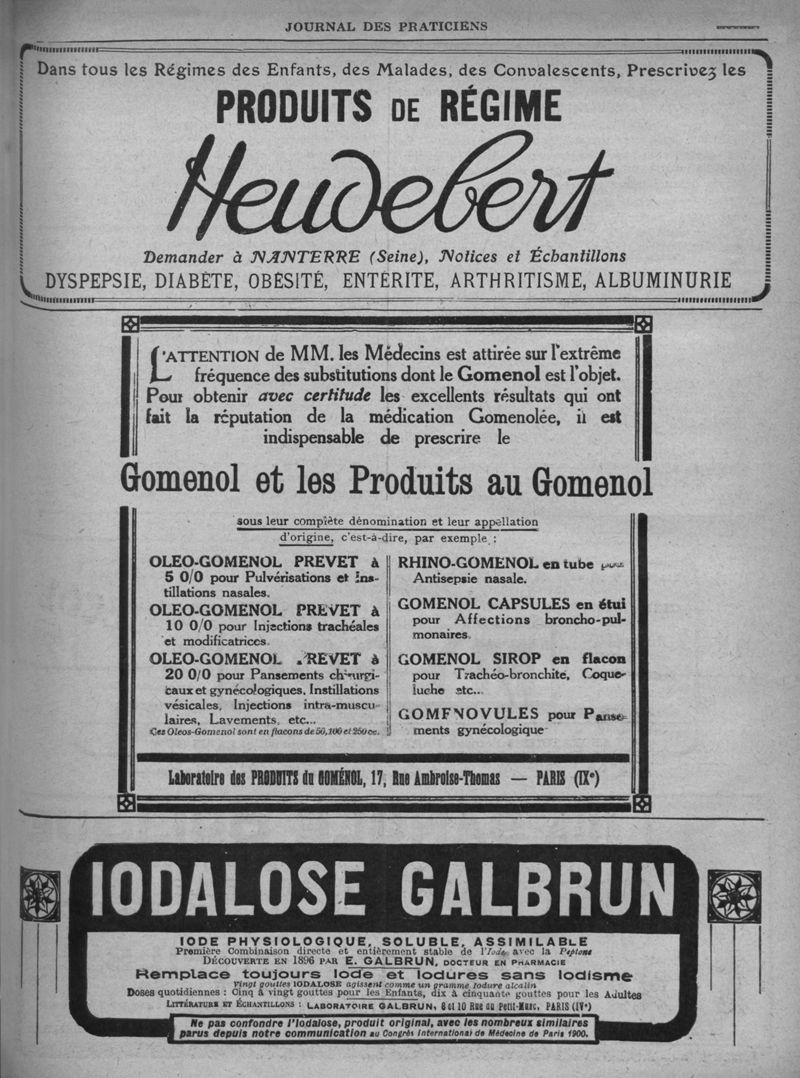 JOURNAL DES PRATICIENS
Dans tous les Régimes des Enfants, des Malades, des Convalescents, Prescrivez les
PRODUITS DE RÉGIME
Heudebert
Demander à NANTERRE (Seine), Notices et Échantillons
DYSPEPSIE, DIABÈTE, OBÉSITÉ, ENTÉRITE, ARTHRITISME, ALBUMINURIE
L'ATTENTION de MM. les Médecins est attirée sur l'extrême
fréquence des substitutions dont le Gomenol est l'objet.
Pour obtenir avec certitude les excellents résultats qui ont
fait la réputation de la médication Gomenolée, il est
indispensable de prescrire le
Gomenol et les Produits au Gomenol
sous leur complète dénomination et leur appellation
d'origine, c'est-à-dire, par exemple :
OLEO-GOMENOL PREVET à
5 0/0 pour Pulvérisations et Ins-
tillations nasales.
OLEO-GOMENOL PREVET à
10 0/0 pour Injections trachéales
et modificatrices.
OLEO-GOMENOL PREVET à
20 0/0 pour Pansements chirurgi-
caux et gynécologiques, Instillations
vésicales, Injections intra-muscu-
laires, Lavements, etc...
Ces Oleos-Gomenol sont en flacons de 50, 100 et 250 cc.
RHINO-GOMENOL en tube pour
Antisepsie nasale.
GOMENOL CAPSULES en étui
pour Affections broncho-pul-
monaires.
GOMENOL SIROP en flacon
pour Trachéo-bronchite, Coque-
luche etc...
GOMENOVULES pour Panse-
ments gynécologique
Laboratoire des PRODUITS du GOMÉNOL, 17, Rue Ambroise-Thomas — PARIS (IXe)
IODALOSE GALBRUN
IODE PHYSIOLOGIQUE, SOLUBLE, ASSIMILABLE
Première Combinaison directe et entièrement stable de l'Iode avec la Peptone
DÉCOUVERTE EN 1896 PAR E. GALBRUN, DOCTEUR EN PHARMACIE
Remplace toujours Iode et Iodures sans Iodisme
Vingt gouttes IODALOSE agissent comme un gramme Iodure alcalin
Doses quotidiennes : Cinq à vingt gouttes pour les Enfants, dix à cinquante gouttes pour les Adultes
LITTÉRATURE ET ÉCHANTILLONS : LABORATOIRE GALBRUN, 8 et 10 Rue du Petit-Musc, PARIS (IVe)
Ne pas confondre l'Iodalose, produit original, avec les nombreux similaires
parus depuis notre communication au Congrès International de Médecine de Paris 1900.